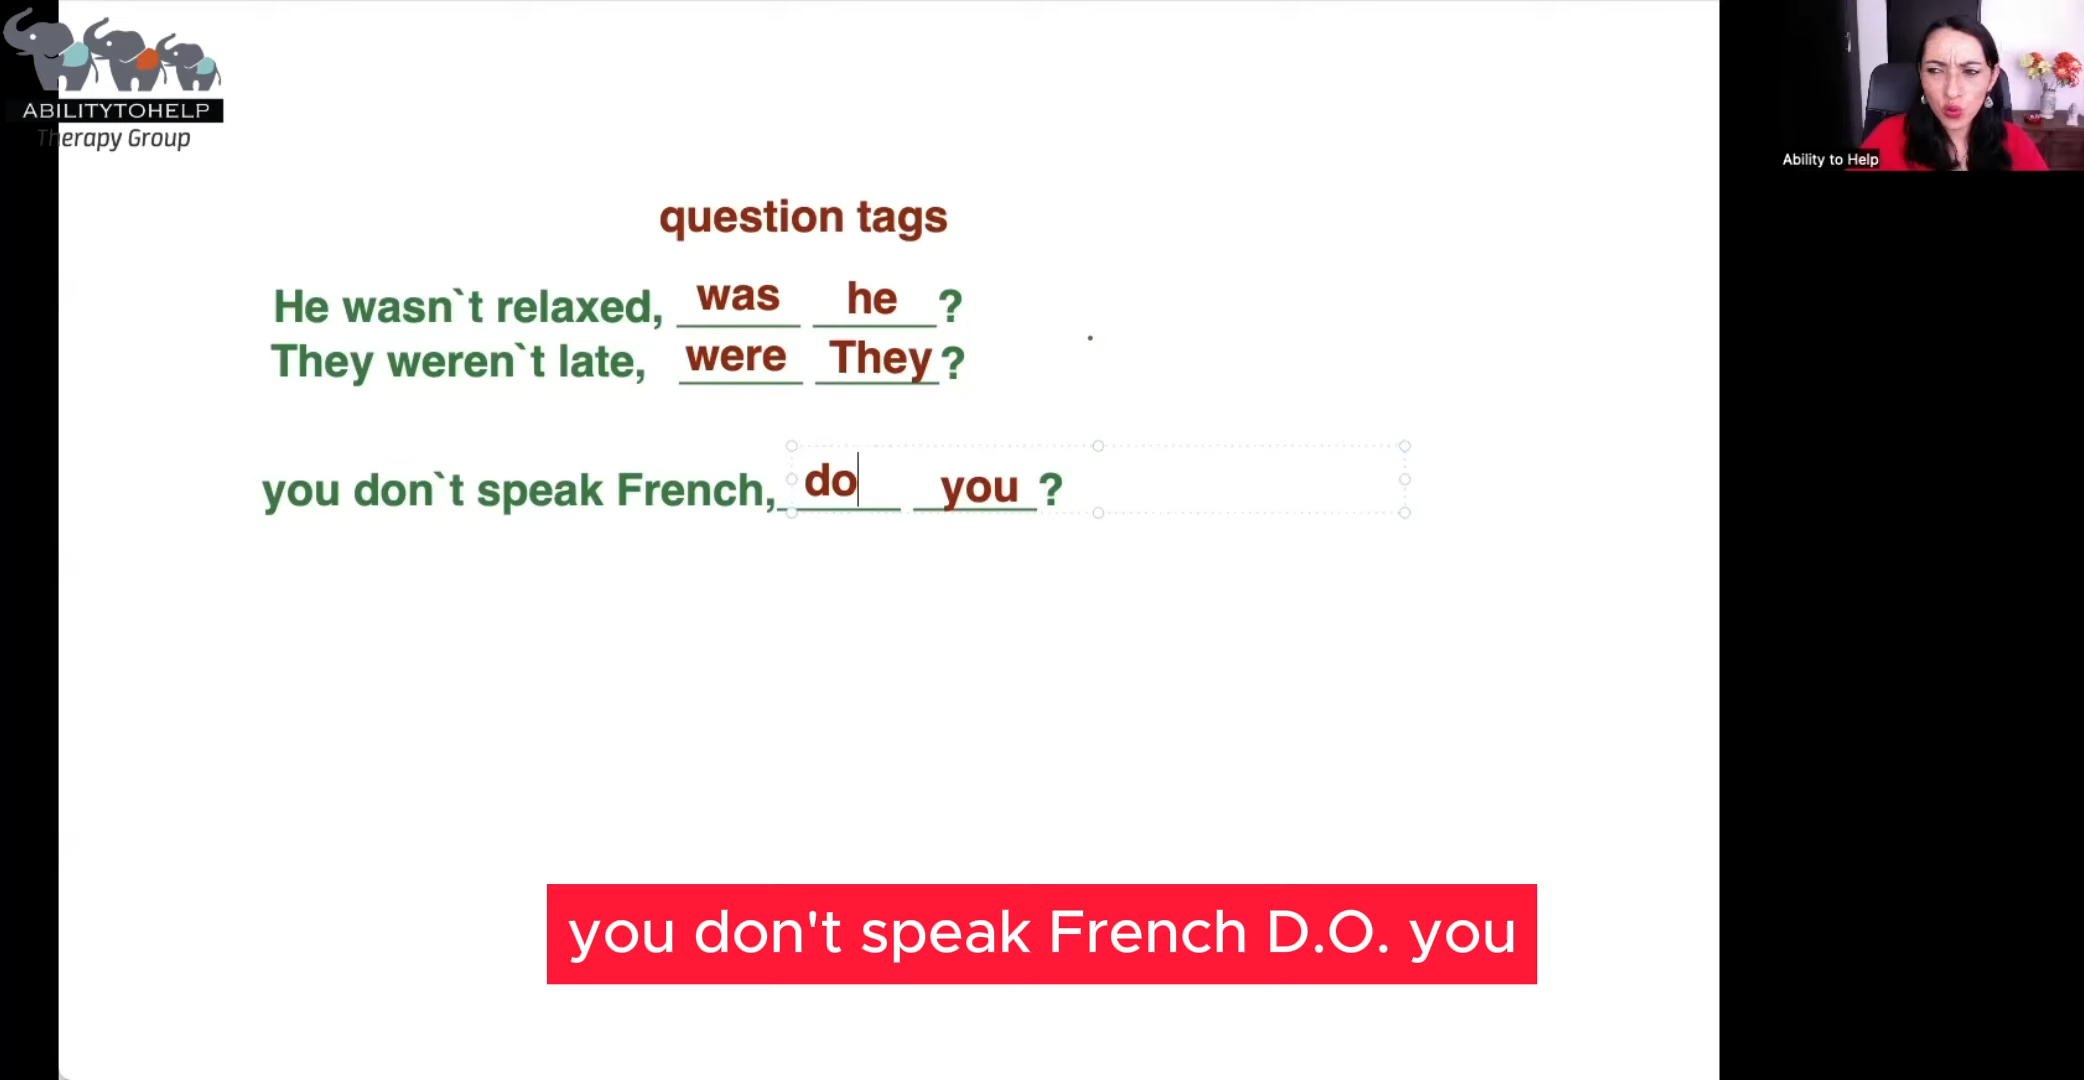 ABILITYTOHELP
Therapy Group
Ability to Help
question tags
He wasn`t relaxed, was he ?
They weren`t late, were They ?
you don`t speak French, do you ?
you don't speak French D.O. you